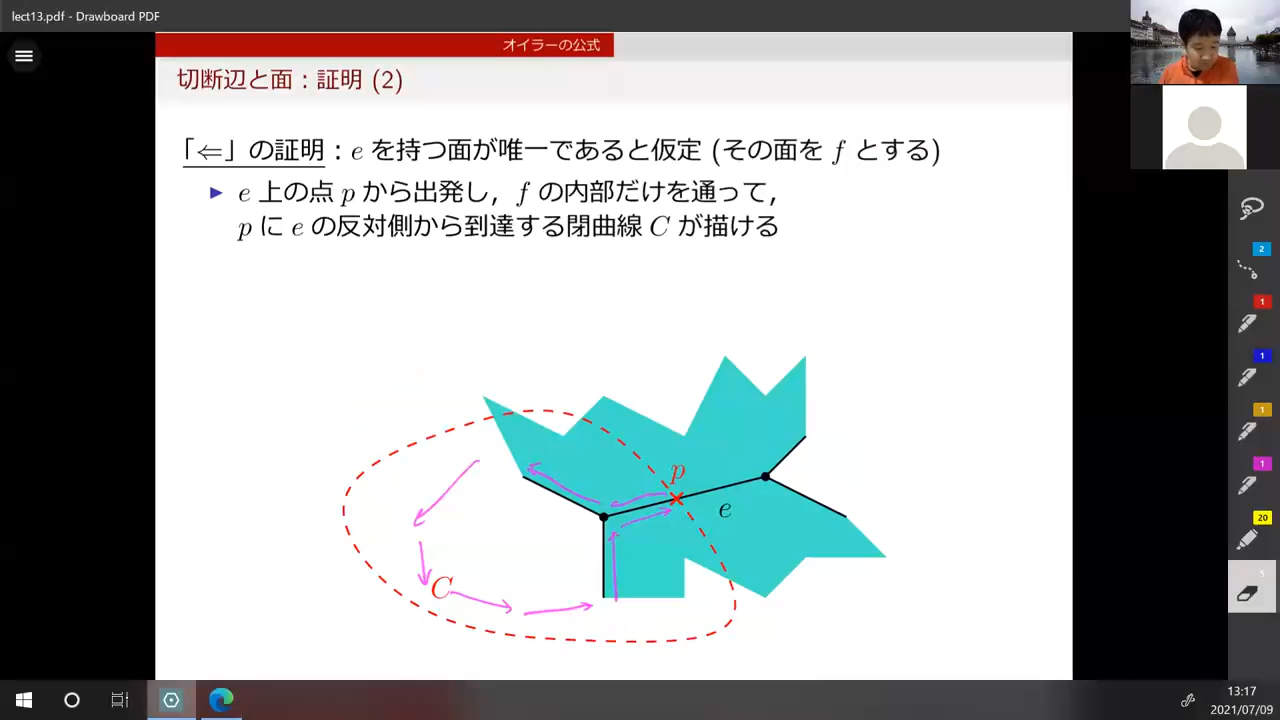 lect13.pdf - Drawboard PDF
オイラーの公式
切断辺と面：証明 (2)
「⇐」の証明：e を持つ面が唯一であると仮定 (その面を f とする)
▶ e 上の点 p から出発し，f の内部だけを通って，
p に e の反対側から到達する閉曲線 C が描ける
p
e
C
2
1
1
1
1
20
5
13:17
2021/07/09